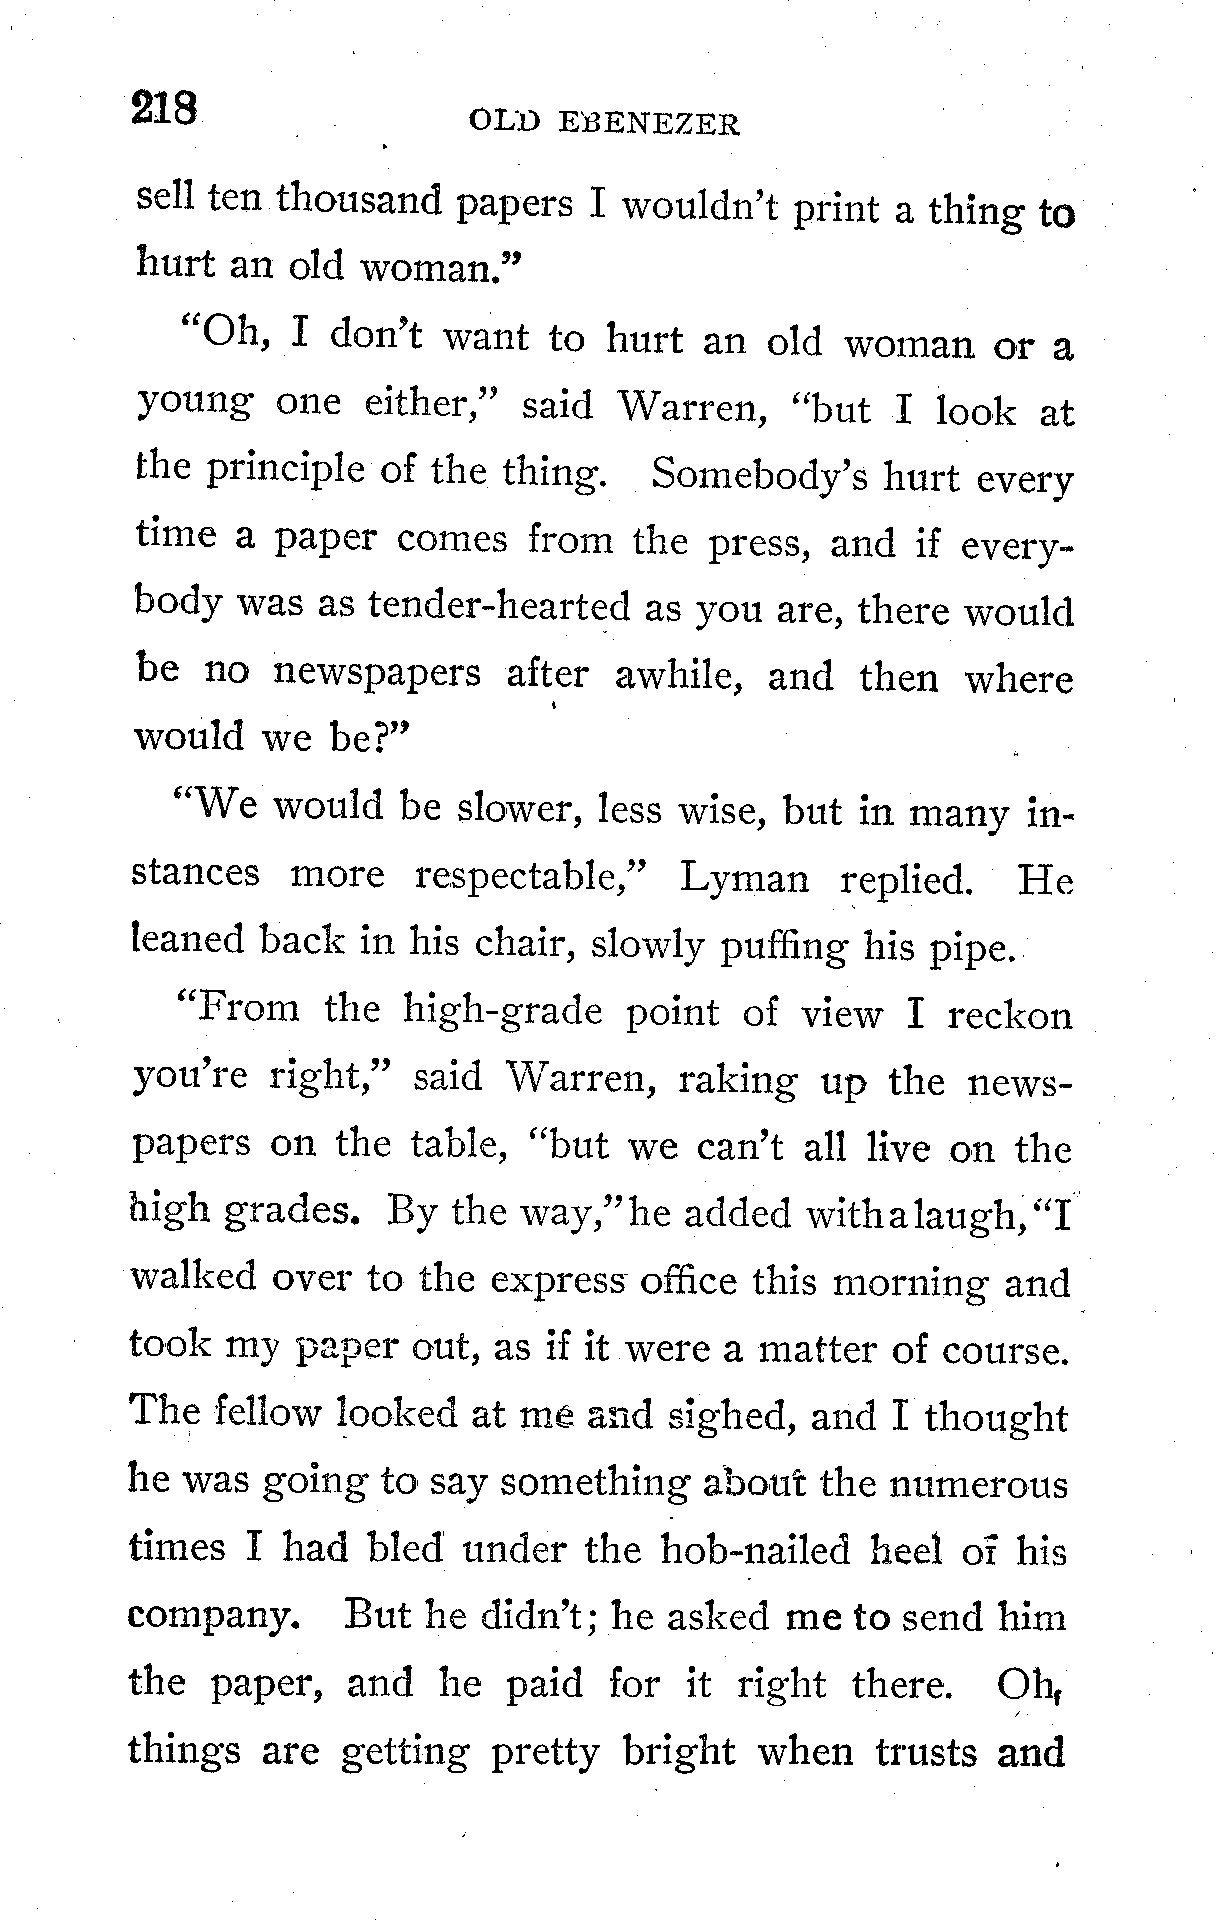 218
OLD EBENEZER
sell ten thousand papers I wouldn't print a thing to
hurt an old woman."
"Oh, I don't want to hurt an old woman or a
young one either," said Warren, "but I look at
the principle of the thing. Somebody's hurt every
time a paper comes from the press, and if every-
body was as tender-hearted as you are, there would
be no newspapers after awhile, and then where
would we be?"
"We would be slower, less wise, but in many in-
stances more respectable," Lyman replied. He
leaned back in his chair, slowly puffing his pipe.
"From the high-grade point of view I reckon
you're right," said Warren, raking up the news-
papers on the table, "but we can't all live on the
high grades. By the way," he added with a laugh, "I
walked over to the express office this morning and
took my paper out, as if it were a matter of course.
The fellow looked at me and sighed, and I thought
he was going to say something about the numerous
times I had bled under the hob-nailed heel of his
company. But he didn't; he asked me to send him
the paper, and he paid for it right there. Oh,
things are getting pretty bright when trusts and